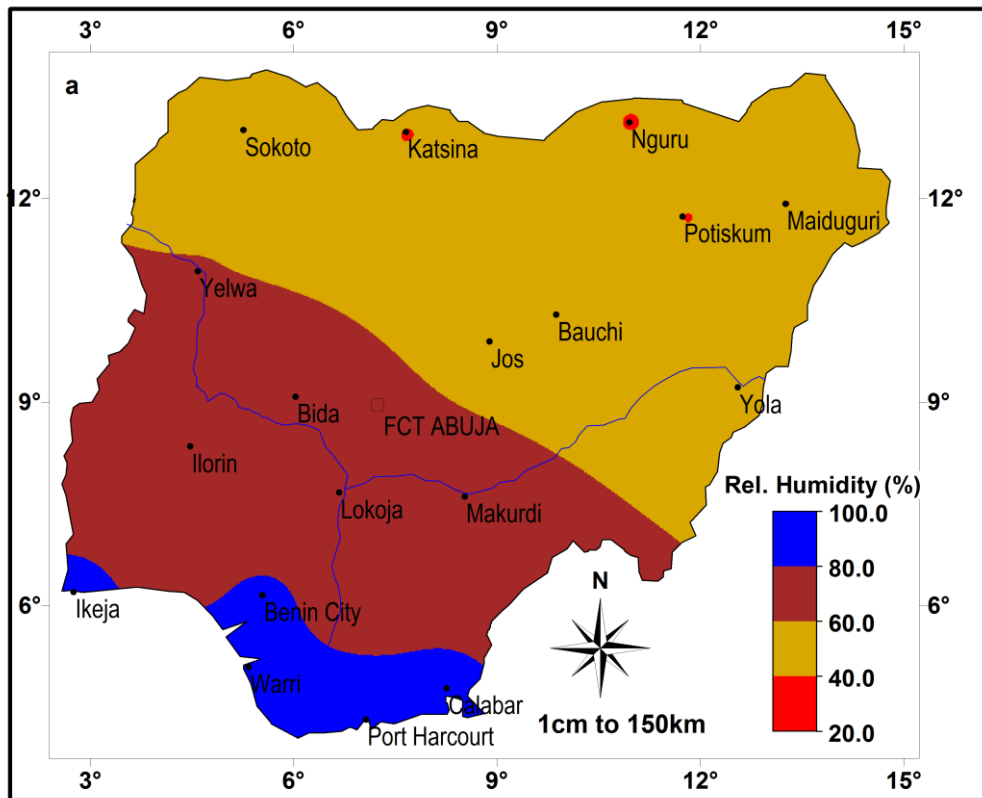 3° 6° 9° 12° 15°
a
Sokoto
Katsina
Nguru
12° 12°
Potiskum
Maiduguri
Yelwa
Bauchi
Jos
9° 9°
Bida
FCT ABUJA
Yola
Ilorin
Lokoja
Makurdi
Rel. Humidity (%)
100.0
80.0
60.0
40.0
20.0
6° 6°
Ikeja
Benin City
N
Warri
Calabar
Port Harcourt
1cm to 150km
3° 6° 9° 12° 15°